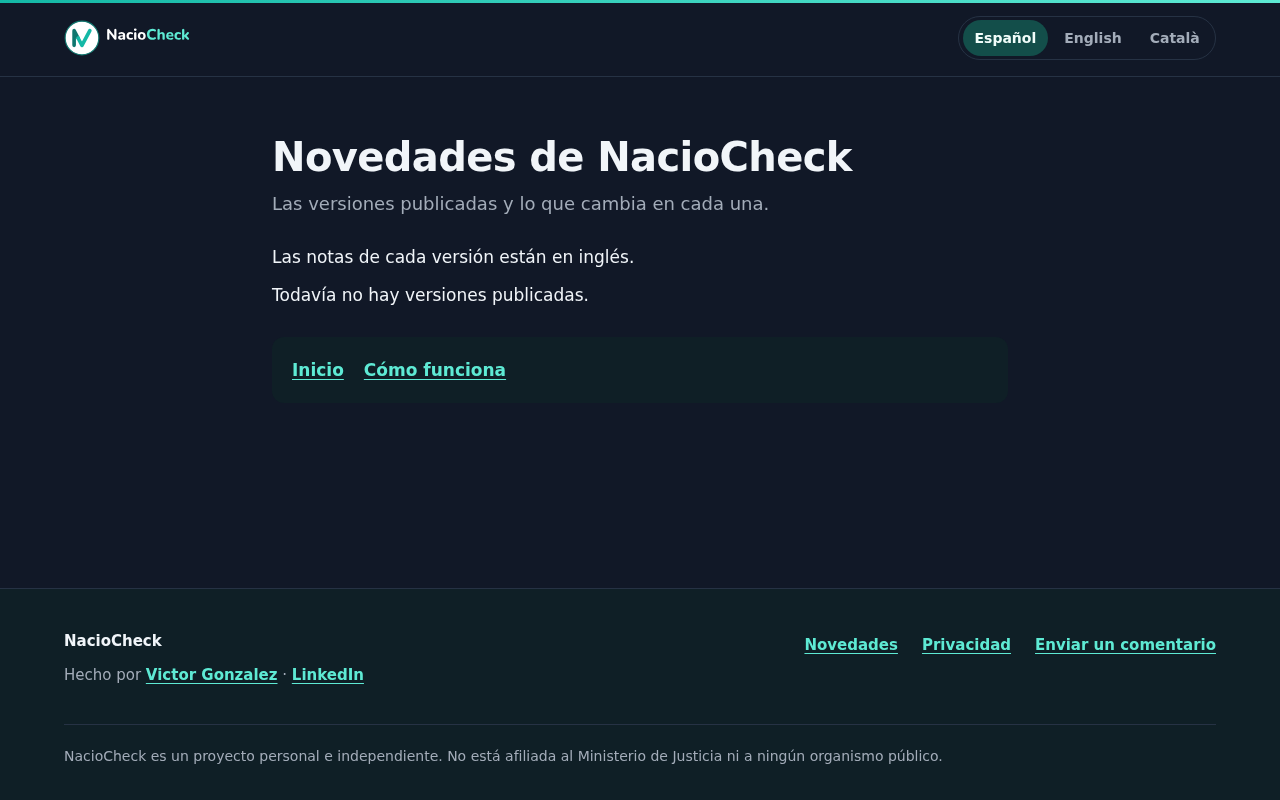 NacioCheck
Español English Català
Novedades de NacioCheck
Las versiones publicadas y lo que cambia en cada una.
Las notas de cada versión están en inglés.
Todavía no hay versiones publicadas.
Inicio Cómo funciona
NacioCheck
Hecho por Victor Gonzalez · LinkedIn
Novedades Privacidad Enviar un comentario
NacioCheck es un proyecto personal e independiente. No está afiliada al Ministerio de Justicia ni a ningún organismo público.